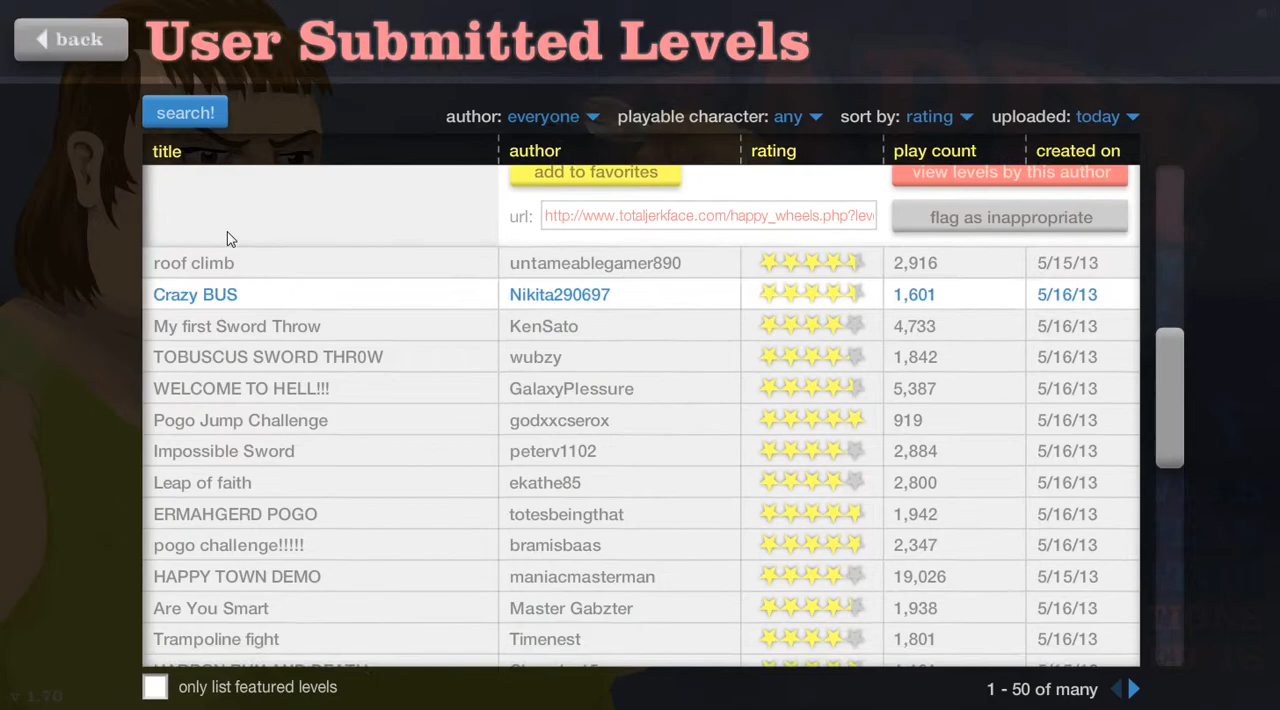 back
User Submitted Levels
search!
author: everyone playable character: any sort by: rating uploaded: today
title author rating play count created on
add to favorites view levels by this author
url: http://www.totaljerkface.com/happy_wheels.php?lev flag as inappropriate
roof climb untameablegamer890 2,916 5/15/13
Crazy BUS Nikita290697 1,601 5/16/13
My first Sword Throw KenSato 4,733 5/16/13
TOBUSCUS SWORD THR0W wubzy 1,842 5/16/13
WELCOME TO HELL!!! GalaxyPlessure 5,387 5/16/13
Pogo Jump Challenge godxxcserox 919 5/16/13
Impossible Sword peterv1102 2,884 5/16/13
Leap of faith ekathe85 2,800 5/16/13
ERMAHGERD POGO totesbeingthat 1,942 5/16/13
pogo challenge!!!!! bramisbaas 2,347 5/16/13
HAPPY TOWN DEMO maniacmasterman 19,026 5/15/13
Are You Smart Master Gabzter 1,938 5/16/13
Trampoline fight Timenest 1,801 5/16/13
only list featured levels 1 - 50 of many
v 1.70